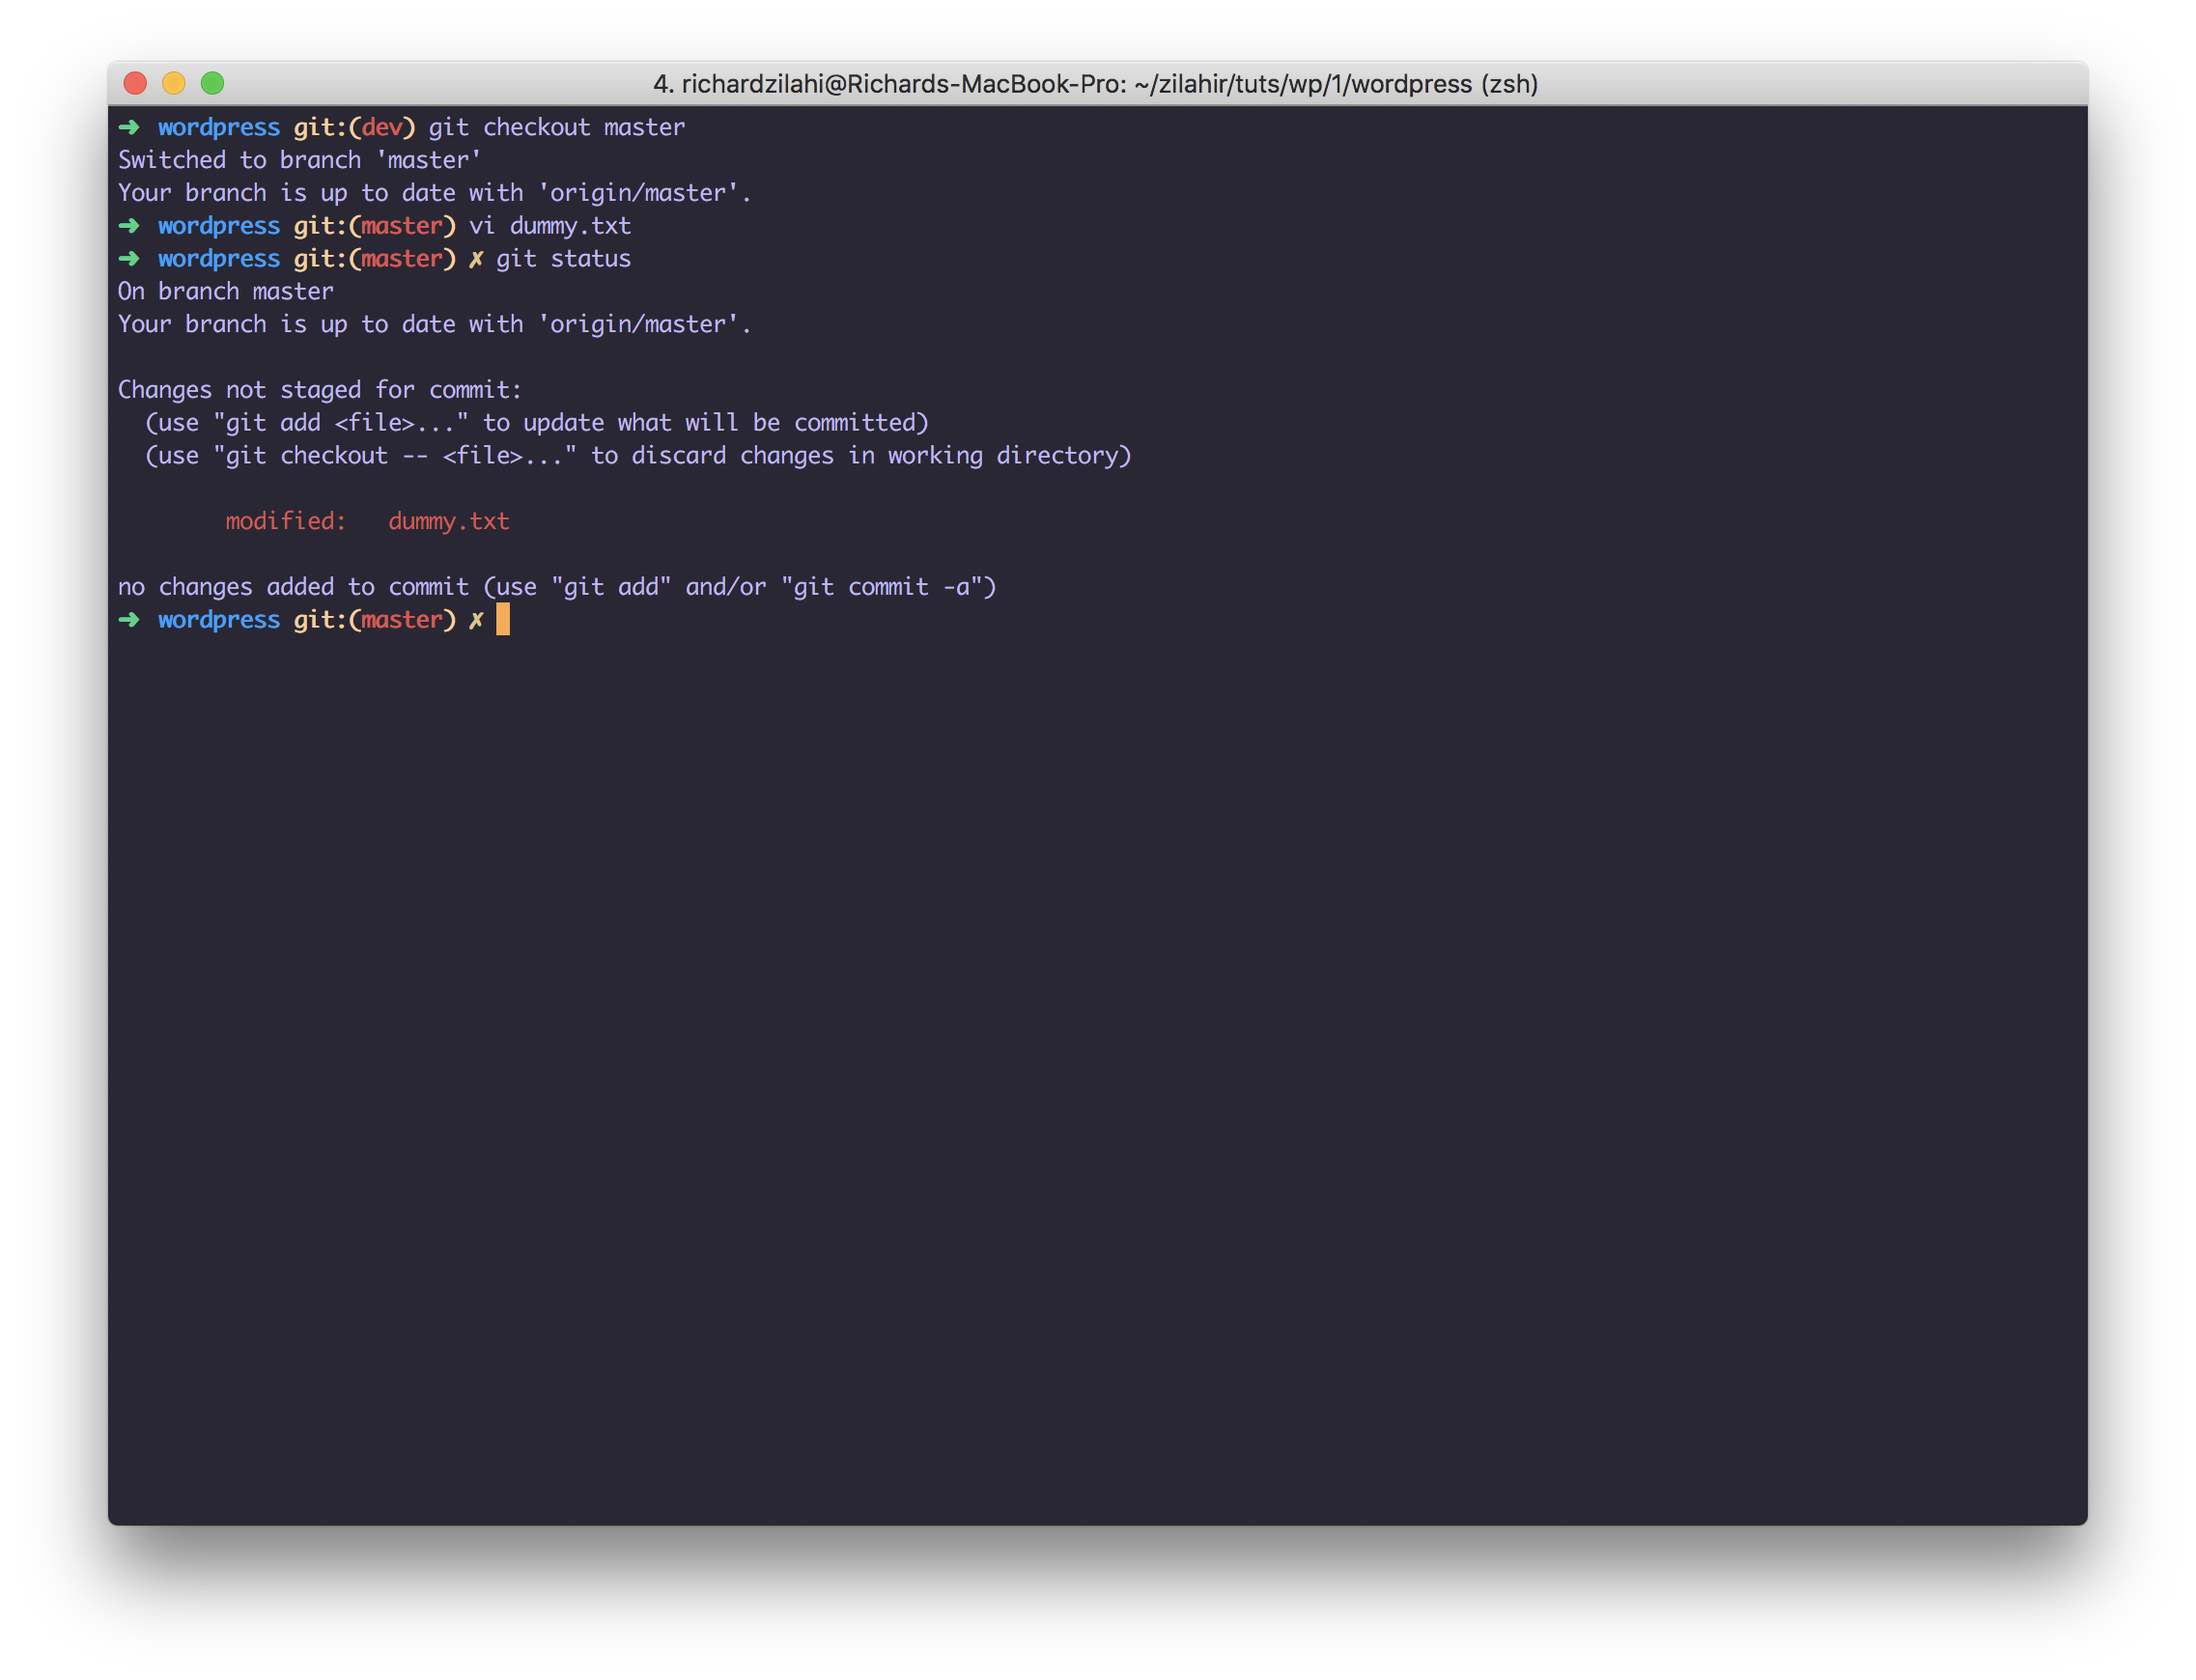 4. richardzilahi@Richards-MacBook-Pro: ~/zilahir/tuts/wp/1/wordpress (zsh)
➜ wordpress git:(dev) git checkout master
Switched to branch 'master'
Your branch is up to date with 'origin/master'.
➜ wordpress git:(master) vi dummy.txt
➜ wordpress git:(master) ✗ git status
On branch master
Your branch is up to date with 'origin/master'.
Changes not staged for commit:
(use "git add <file>..." to update what will be committed)
(use "git checkout -- <file>..." to discard changes in working directory)
modified: dummy.txt
no changes added to commit (use "git add" and/or "git commit -a")
➜ wordpress git:(master) ✗